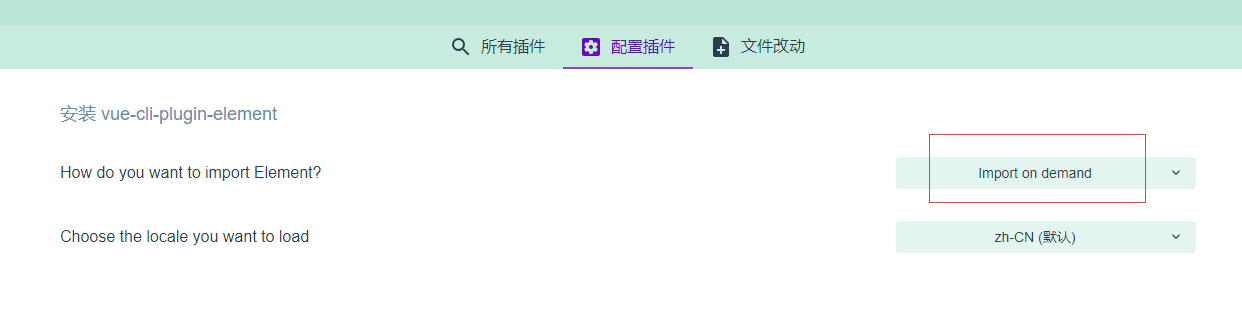 所有插件 配置插件 文件改动
安装 vue-cli-plugin-element
How do you want to import Element? Import on demand
Choose the locale you want to load zh-CN (默认)